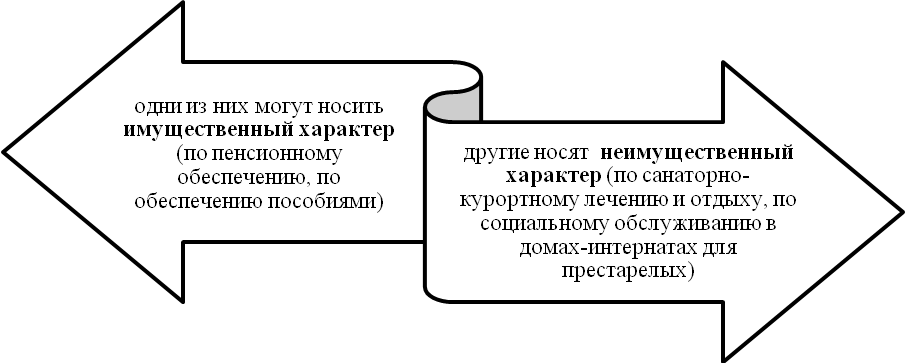 одни из них могут носить
имущественный характер
(по пенсионному
обеспечению, по
обеспечению пособиями)
другие носят неимущественный
характер (по санаторно-
курортному лечению и отдыху, по
социальному обслуживанию в
домах-интернатах для
престарелых)